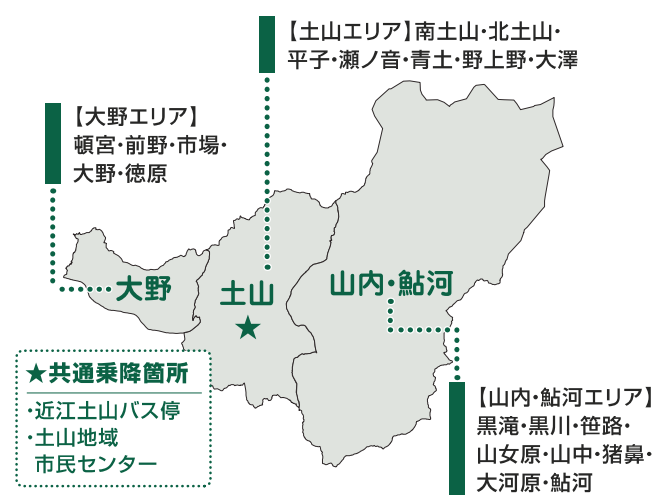 【土山エリア】南土山・北土山・
平子・瀬ノ音・青土・野上野・大澤
【大野エリア】
頓宮・前野・市場・
大野・徳原
大野
土山
★
山内・鮎河
★共通乗降箇所
・近江土山バス停
・土山地域
市民センター
【山内・鮎河エリア】
黒滝・黒川・笹路・
山女原・山中・猪鼻・
大河原・鮎河